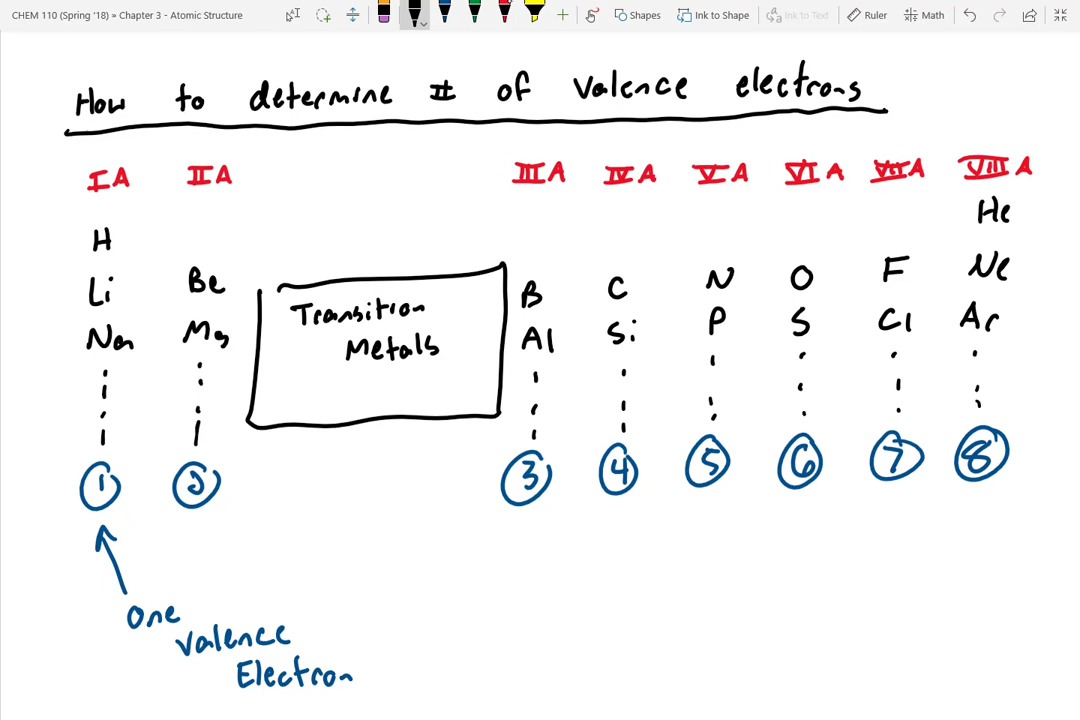 CHEM 110 (Spring '18) » Chapter 3 - Atomic Structure
Shapes
Ink to Shape
Ink to Text
Ruler
Math
How to determine # of valence electrons
IA IIA IIIA IVA VA VIA VIIA VIIIA
He
H
Li Be B C N O F Ne
Na Mg Al Si P S Cl Ar
Transition
Metals
1 2 3 4 5 6 7 8
One
Valence
Electron